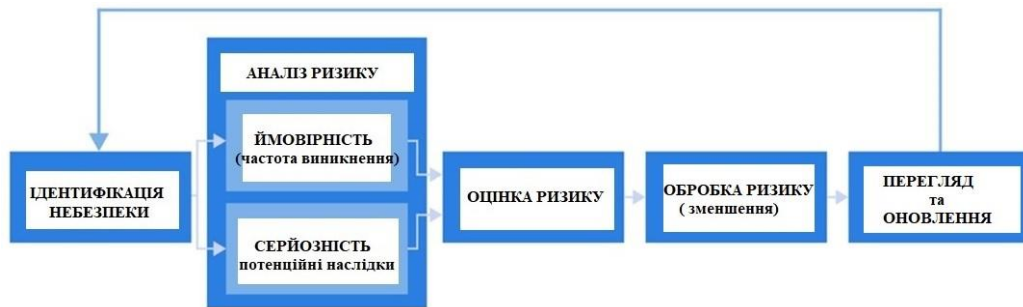 АНАЛІЗ РИЗИКУ
ЙМОВІРНІСТЬ
(частота виникнення)
СЕРЙОЗНІСТЬ
потенційні наслідки
ІДЕНТИФІКАЦІЯ
НЕБЕЗПЕКИ
ОЦІНКА РИЗИКУ
ОБРОБКА РИЗИКУ
( зменшення)
ПЕРЕГЛЯД
та
ОНОВЛЕННЯ